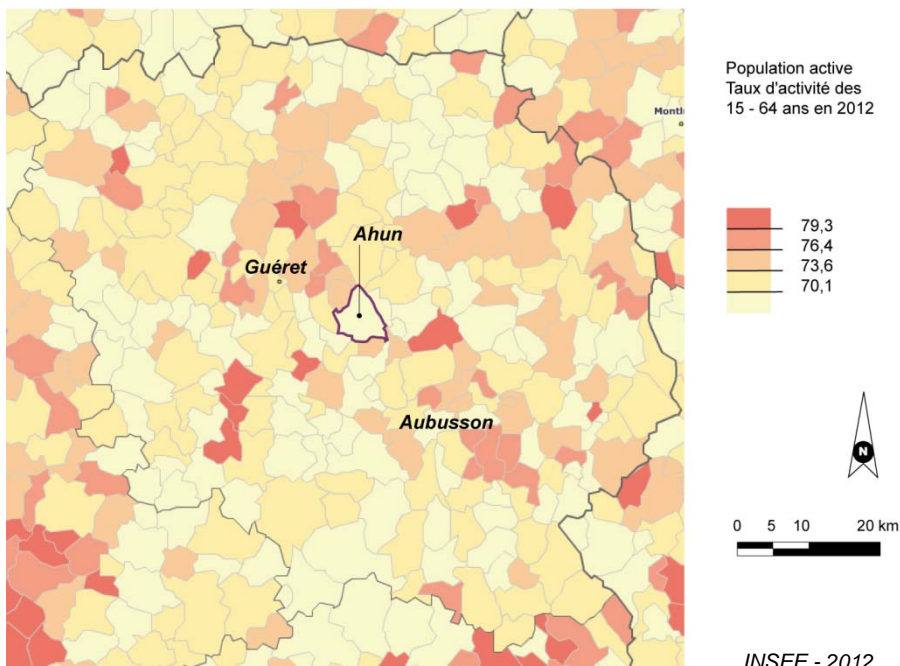 Population active
Taux d'activité des
15 - 64 ans en 2012
Ahun
Guéret
Aubusson
79,3
76,4
73,6
70,1
N
0 5 10 20 km
INSEE - 2012